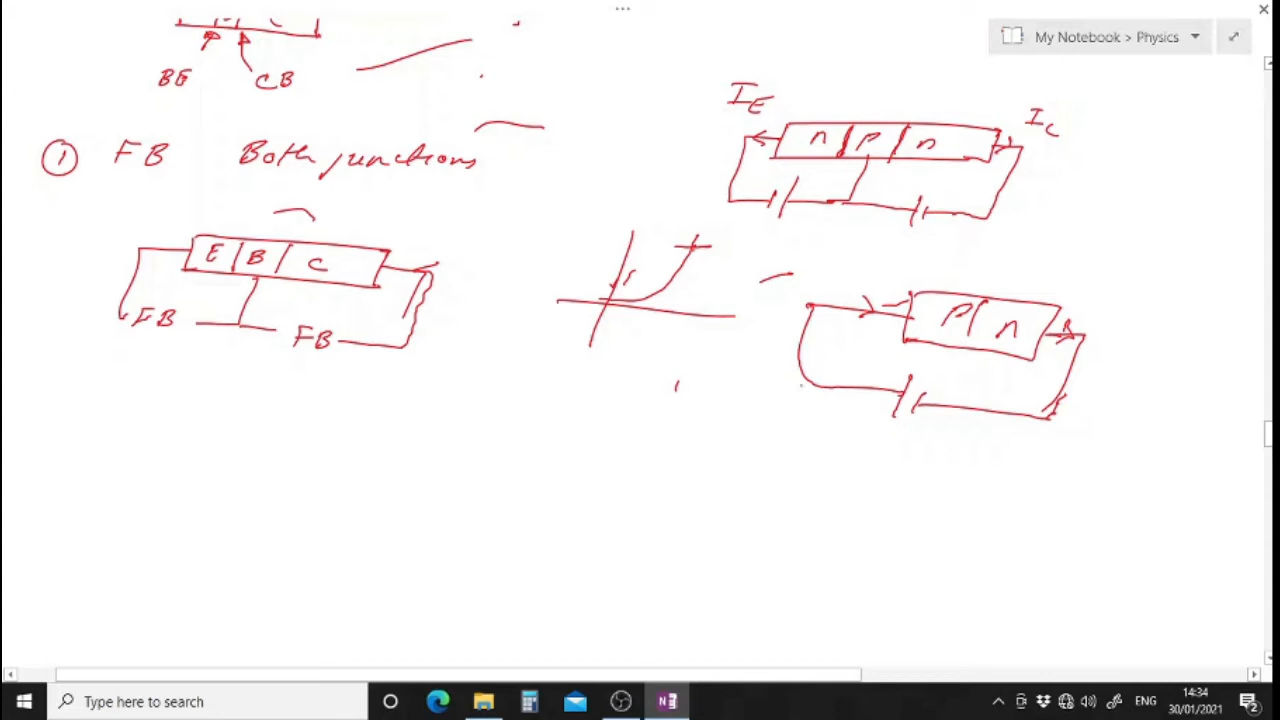 My Notebook > Physics
BE CB
① FB Both junctions
IE
IC
n p n
E B C
FB
FB
p n
Type here to search
ENG
14:34
30/01/2021
2